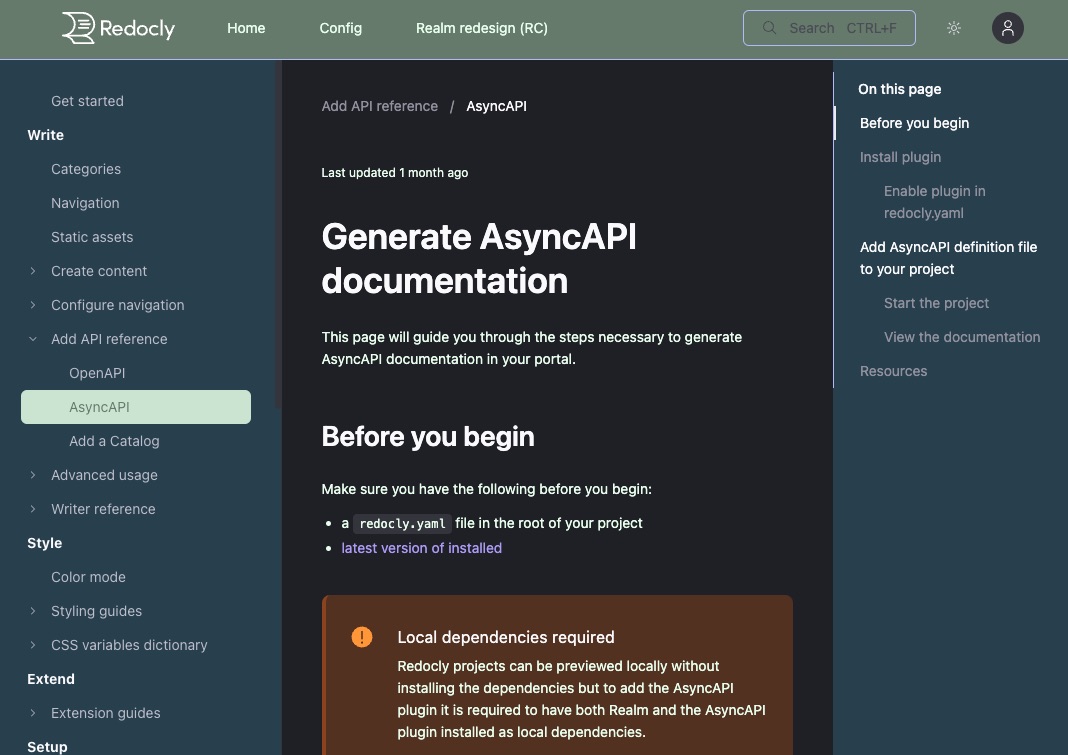 Redocly
Home
Config
Realm redesign (RC)
Search CTRL+F
Get started
Write
Categories
Navigation
Static assets
Create content
Configure navigation
Add API reference
OpenAPI
AsyncAPI
Add a Catalog
Advanced usage
Writer reference
Style
Color mode
Styling guides
CSS variables dictionary
Extend
Extension guides
Setup
Add API reference / AsyncAPI
Last updated 1 month ago
Generate AsyncAPI
documentation
This page will guide you through the steps necessary to generate
AsyncAPI documentation in your portal.
Before you begin
Make sure you have the following before you begin:
a redocly.yaml file in the root of your project
latest version of installed
Local dependencies required
Redocly projects can be previewed locally without
installing the dependencies but to add the AsyncAPI
plugin it is required to have both Realm and the AsyncAPI
plugin installed as local dependencies.
On this page
Before you begin
Install plugin
Enable plugin in
redocly.yaml
Add AsyncAPI definition file
to your project
Start the project
View the documentation
Resources